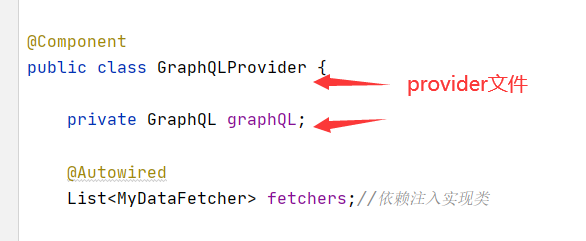 @Component
public class GraphQLProvider {
provider文件
private GraphQL graphQL;
@Autowired
List<MyDataFetcher> fetchers;//依赖注入实现类